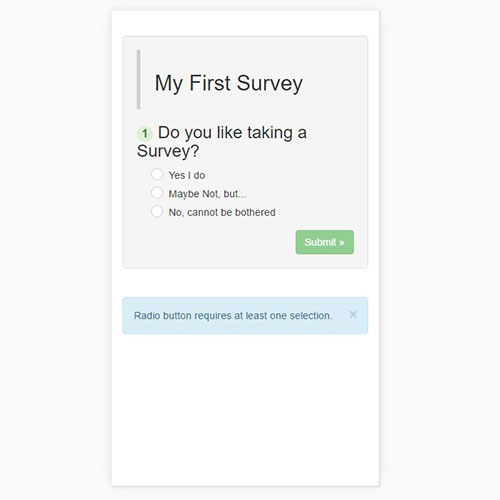 My First Survey
1 Do you like taking a
Survey?
Yes I do
Maybe Not, but...
No, cannot be bothered
Submit »
Radio button requires at least one selection. ×